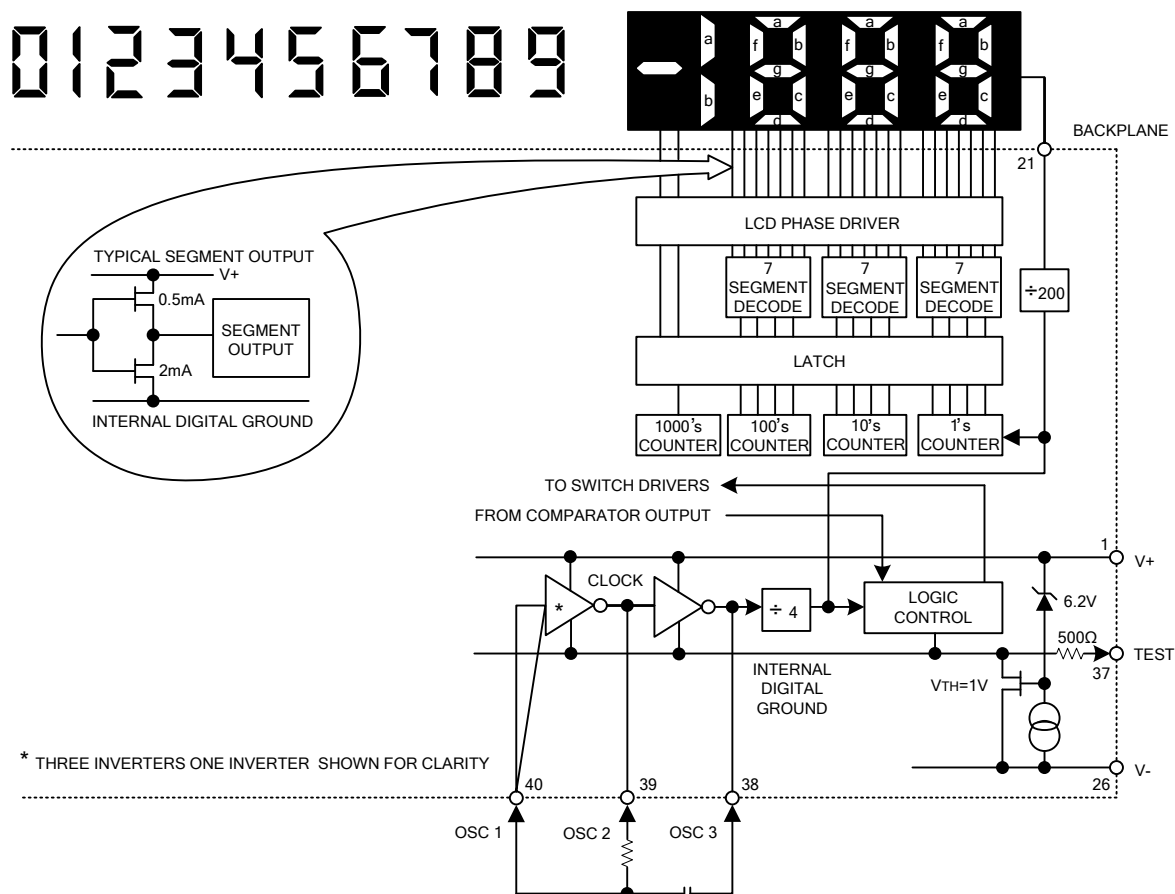 0123456789
a
b
a
f
b
g
e
c
d
a
f
b
g
e
c
d
a
f
b
g
e
c
d
BACKPLANE
21
LCD PHASE DRIVER
TYPICAL SEGMENT OUTPUT
V+
0.5mA
SEGMENT
OUTPUT
2mA
INTERNAL DIGITAL GROUND
7
SEGMENT
DECODE
7
SEGMENT
DECODE
7
SEGMENT
DECODE
÷200
LATCH
1000's
COUNTER
100's
COUNTER
10's
COUNTER
1's
COUNTER
TO SWITCH DRIVERS
FROM COMPARATOR OUTPUT
1
V+
CLOCK
*
÷ 4
LOGIC
CONTROL
6.2V
500Ω
TEST
37
INTERNAL
DIGITAL
GROUND
VTH=1V
* THREE INVERTERS ONE INVERTER SHOWN FOR CLARITY
V-
26
40
39
38
OSC 1
OSC 2
OSC 3